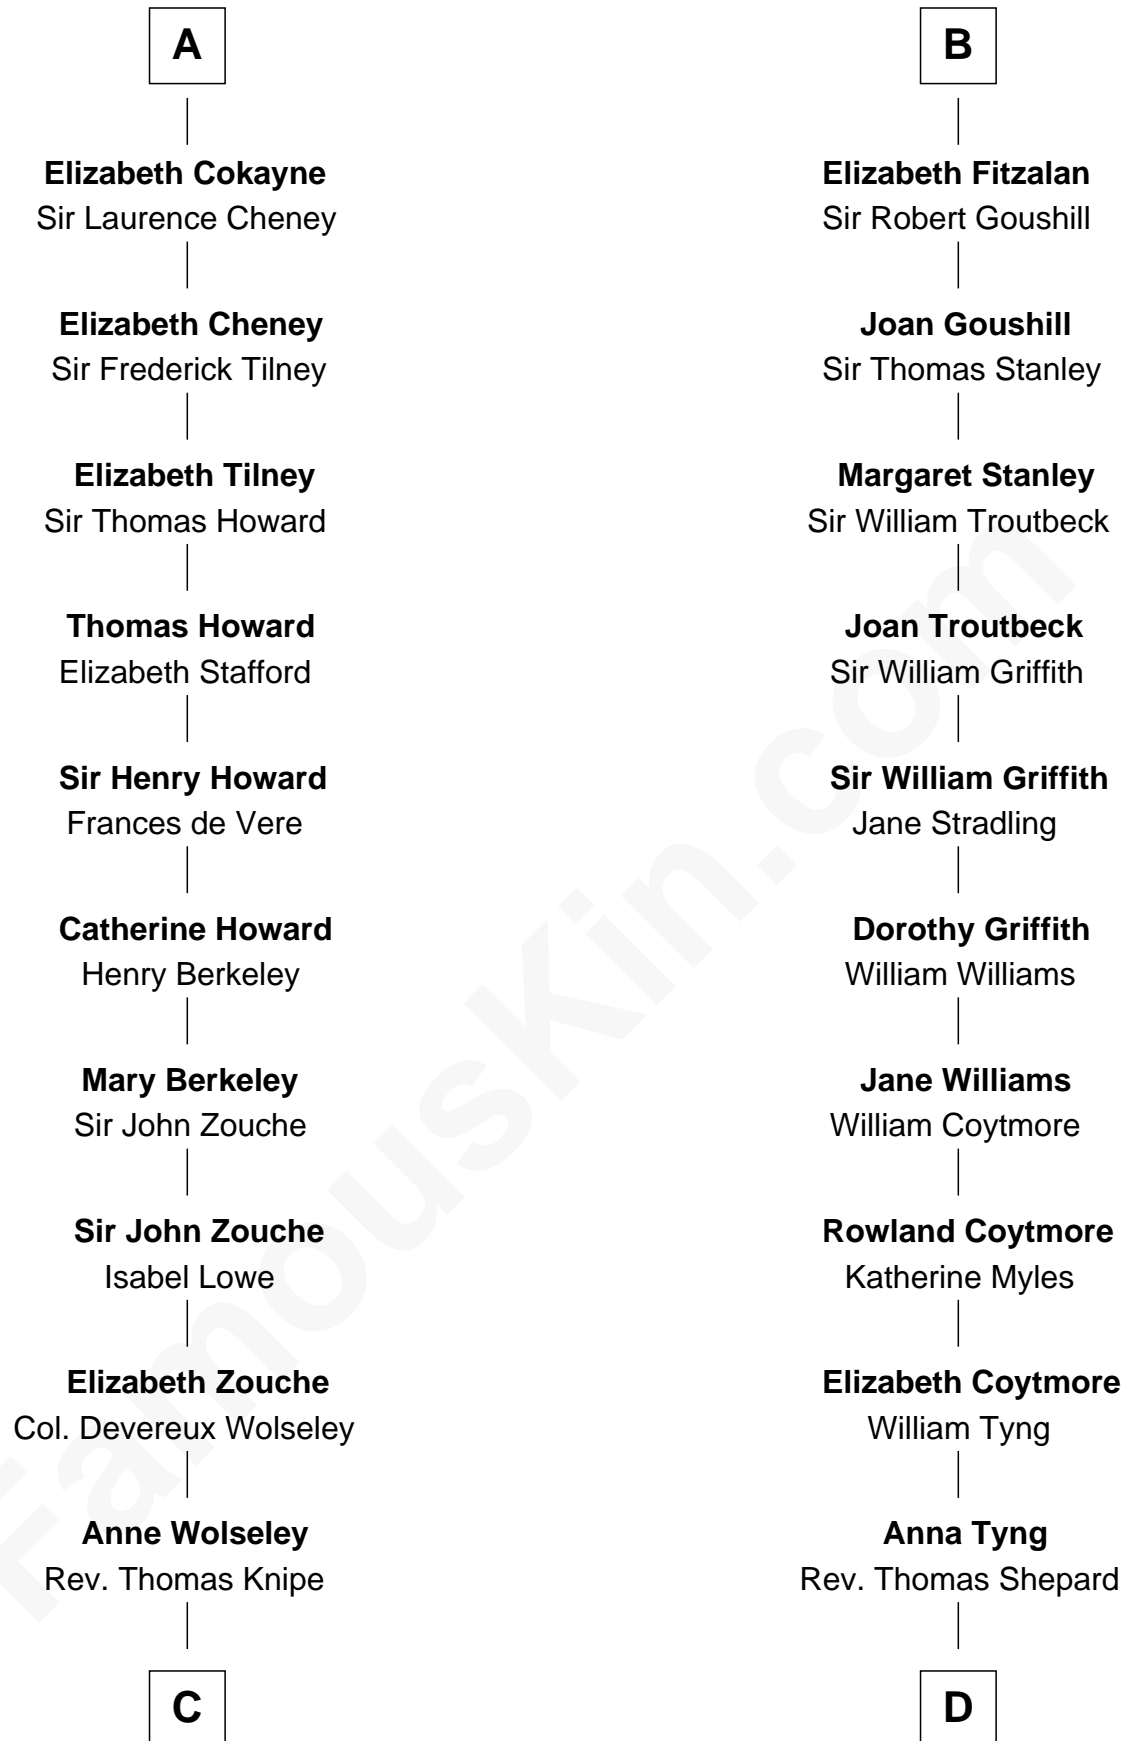 A
Elizabeth Cokayne
Sir Laurence Cheney
Elizabeth Cheney
Sir Frederick Tilney
Elizabeth Tilney
Sir Thomas Howard
Thomas Howard
Elizabeth Stafford
Sir Henry Howard
Frances de Vere
Catherine Howard
Henry Berkeley
Mary Berkeley
Sir John Zouche
Sir John Zouche
Isabel Lowe
Elizabeth Zouche
Col. Devereux Wolseley
Anne Wolseley
Rev. Thomas Knipe
C
B
Elizabeth Fitzalan
Sir Robert Goushill
Joan Goushill
Sir Thomas Stanley
Margaret Stanley
Sir William Troutbeck
Joan Troutbeck
Sir William Griffith
Sir William Griffith
Jane Stradling
Dorothy Griffith
William Williams
Jane Williams
William Coytmore
Rowland Coytmore
Katherine Myles
Elizabeth Coytmore
William Tyng
Anna Tyng
Rev. Thomas Shepard
D
FamousKin.com